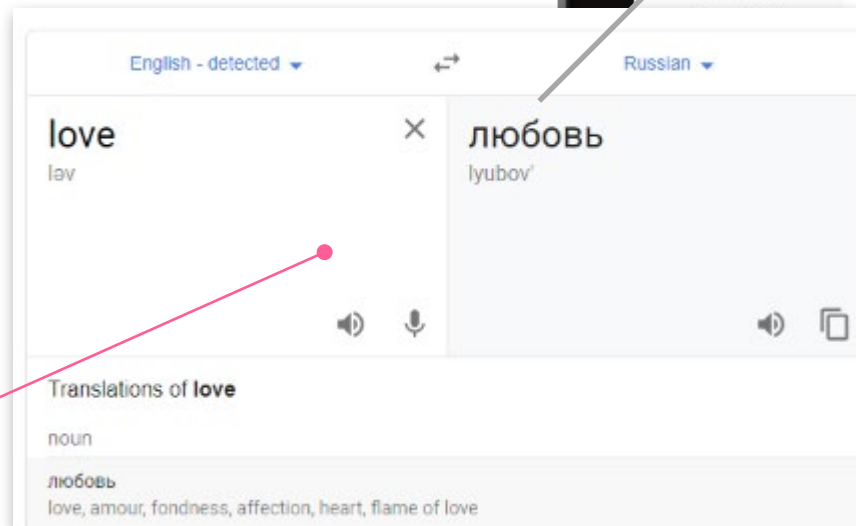 English - detected
Russian
love
ləv
любовь
lyubov'
Translations of love
noun
любовь
love, amour, fondness, affection, heart, flame of love